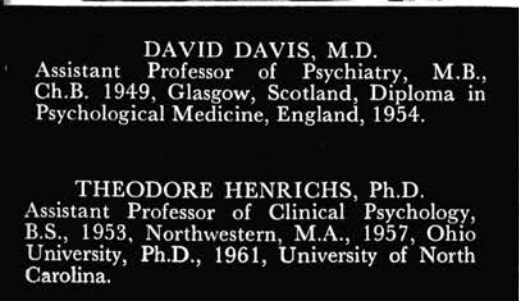 DAVID DAVIS, M.D.
Assistant Professor of Psychiatry, M.B.,
Ch.B. 1949, Glasgow, Scotland, Diploma in
Psychological Medicine, England, 1954.
THEODORE HENRICHS, Ph.D.
Assistant Professor of Clinical Psychology,
B.S., 1953, Northwestern, M.A., 1957, Ohio
University, Ph.D., 1961, University of North
Carolina.